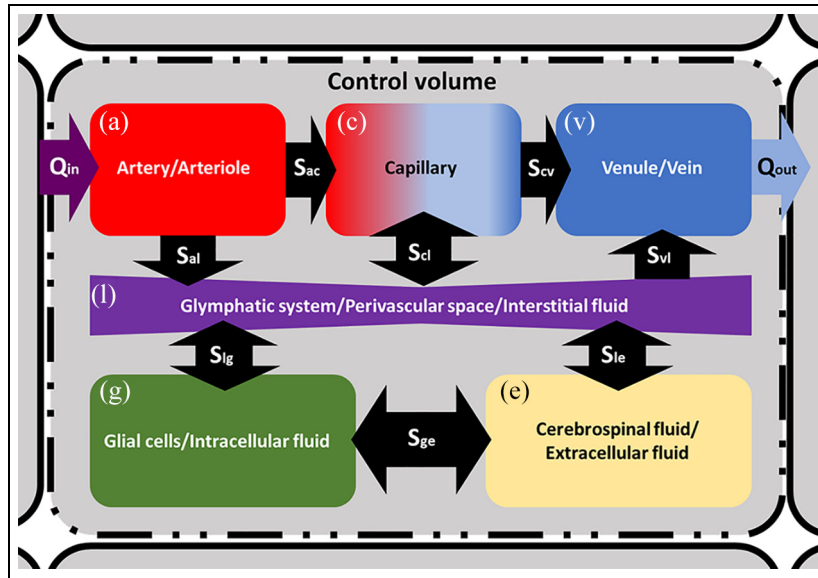 Control volume
(a)
(c)
(v)
Qin
Artery/Arteriole
Sac
Capillary
Scv
Venule/Vein
Qout
Sal
Scl
Svl
(l)
Glymphatic system/Perivascular space/Interstitial fluid
Slg
Sle
(g)
(e)
Glial cells/Intracellular fluid
Sge
Cerebrospinal fluid/
Extracellular fluid